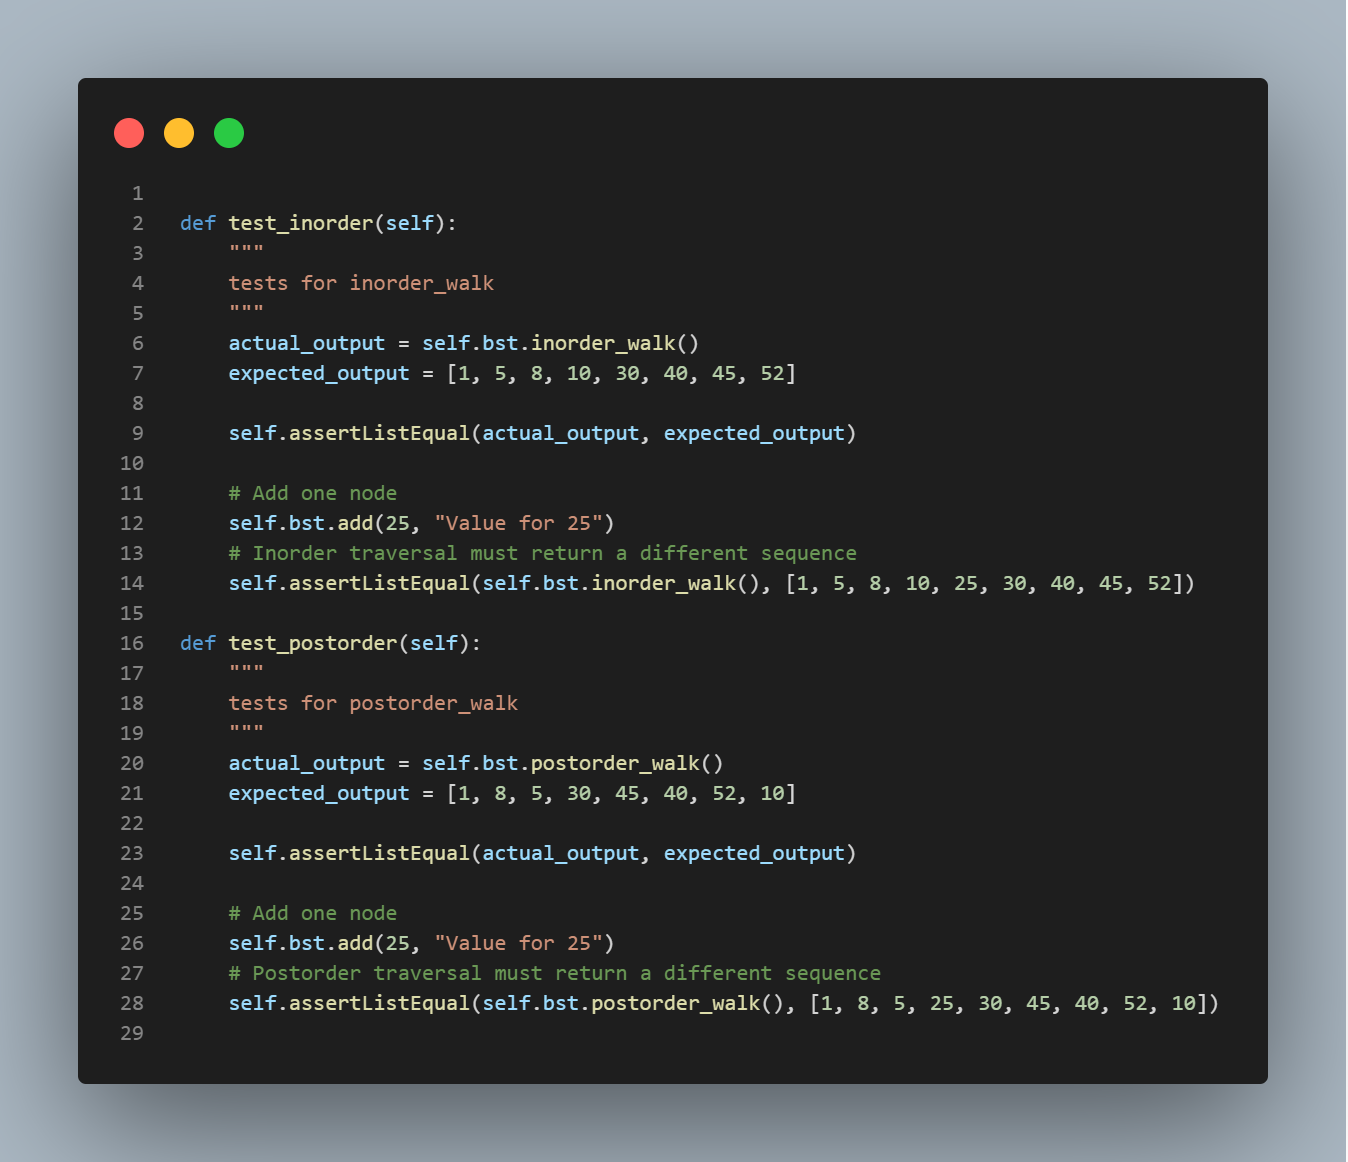 1
2 def test_inorder(self):
3     """
4     tests for inorder_walk
5     """
6     actual_output = self.bst.inorder_walk()
7     expected_output = [1, 5, 8, 10, 30, 40, 45, 52]
8
9     self.assertListEqual(actual_output, expected_output)
10
11     # Add one node
12     self.bst.add(25, "Value for 25")
13     # Inorder traversal must return a different sequence
14     self.assertListEqual(self.bst.inorder_walk(), [1, 5, 8, 10, 25, 30, 40, 45, 52])
15
16 def test_postorder(self):
17     """
18     tests for postorder_walk
19     """
20     actual_output = self.bst.postorder_walk()
21     expected_output = [1, 8, 5, 30, 45, 40, 52, 10]
22
23     self.assertListEqual(actual_output, expected_output)
24
25     # Add one node
26     self.bst.add(25, "Value for 25")
27     # Postorder traversal must return a different sequence
28     self.assertListEqual(self.bst.postorder_walk(), [1, 8, 5, 25, 30, 45, 40, 52, 10])
29